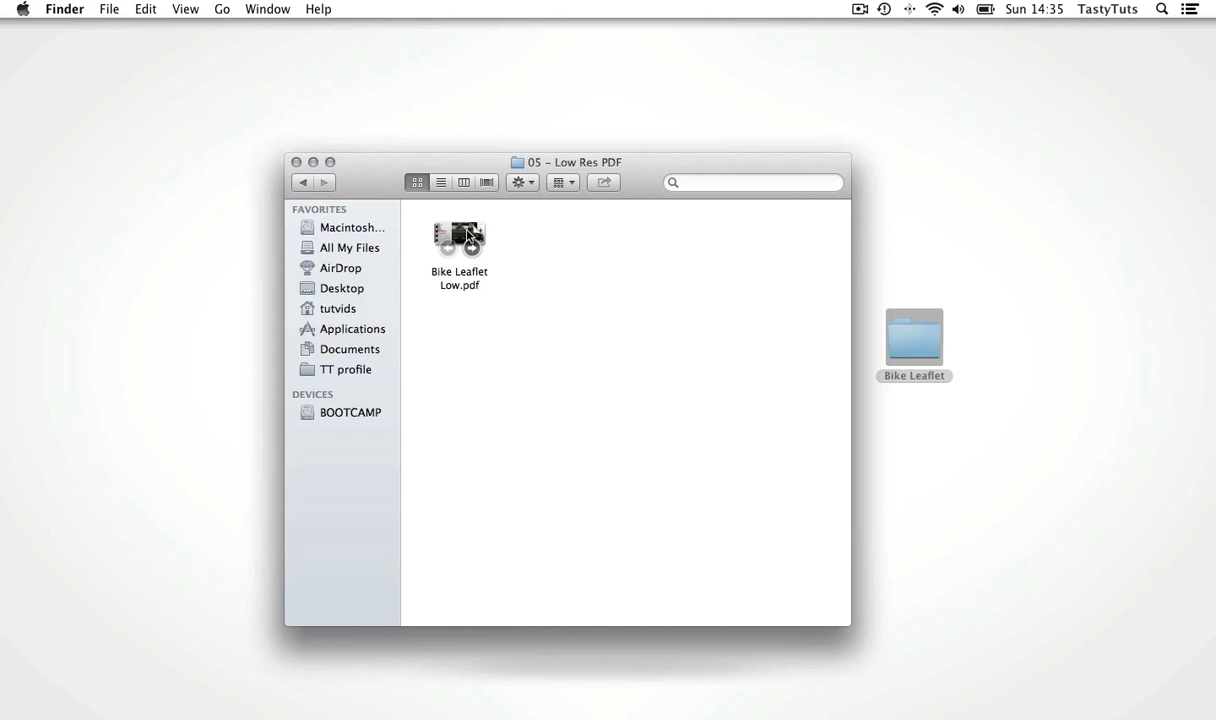 Finder File Edit View Go Window Help Sun 14:35 TastyTuts
05 – Low Res PDF
FAVORITES
Macintosh...
All My Files
AirDrop
Desktop
tutvids
Applications
Documents
TT profile
DEVICES
BOOTCAMP
Bike Leaflet
Low.pdf
Bike Leaflet